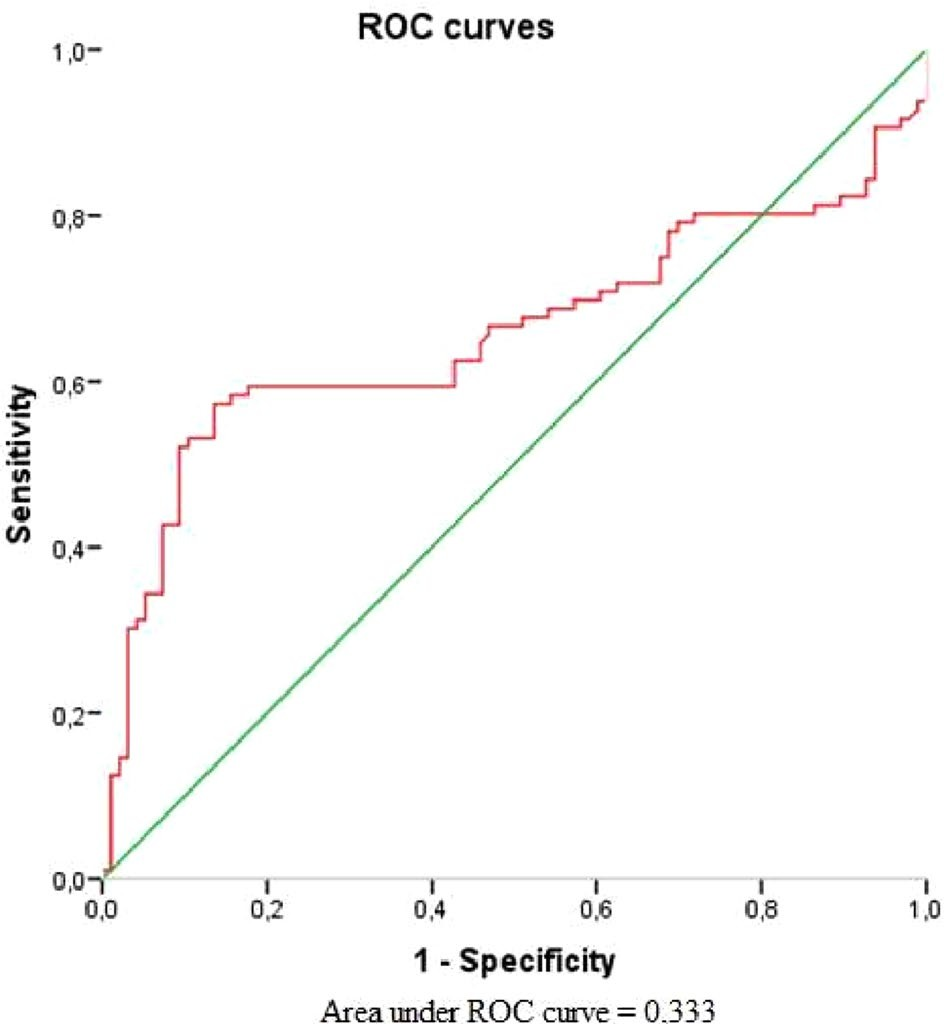 ROC curves
1,0
0,8
0,6
0,4
0,2
0,0
Sensitivity
0,0 0,2 0,4 0,6 0,8 1,0
1 - Specificity
Area under ROC curve = 0.333